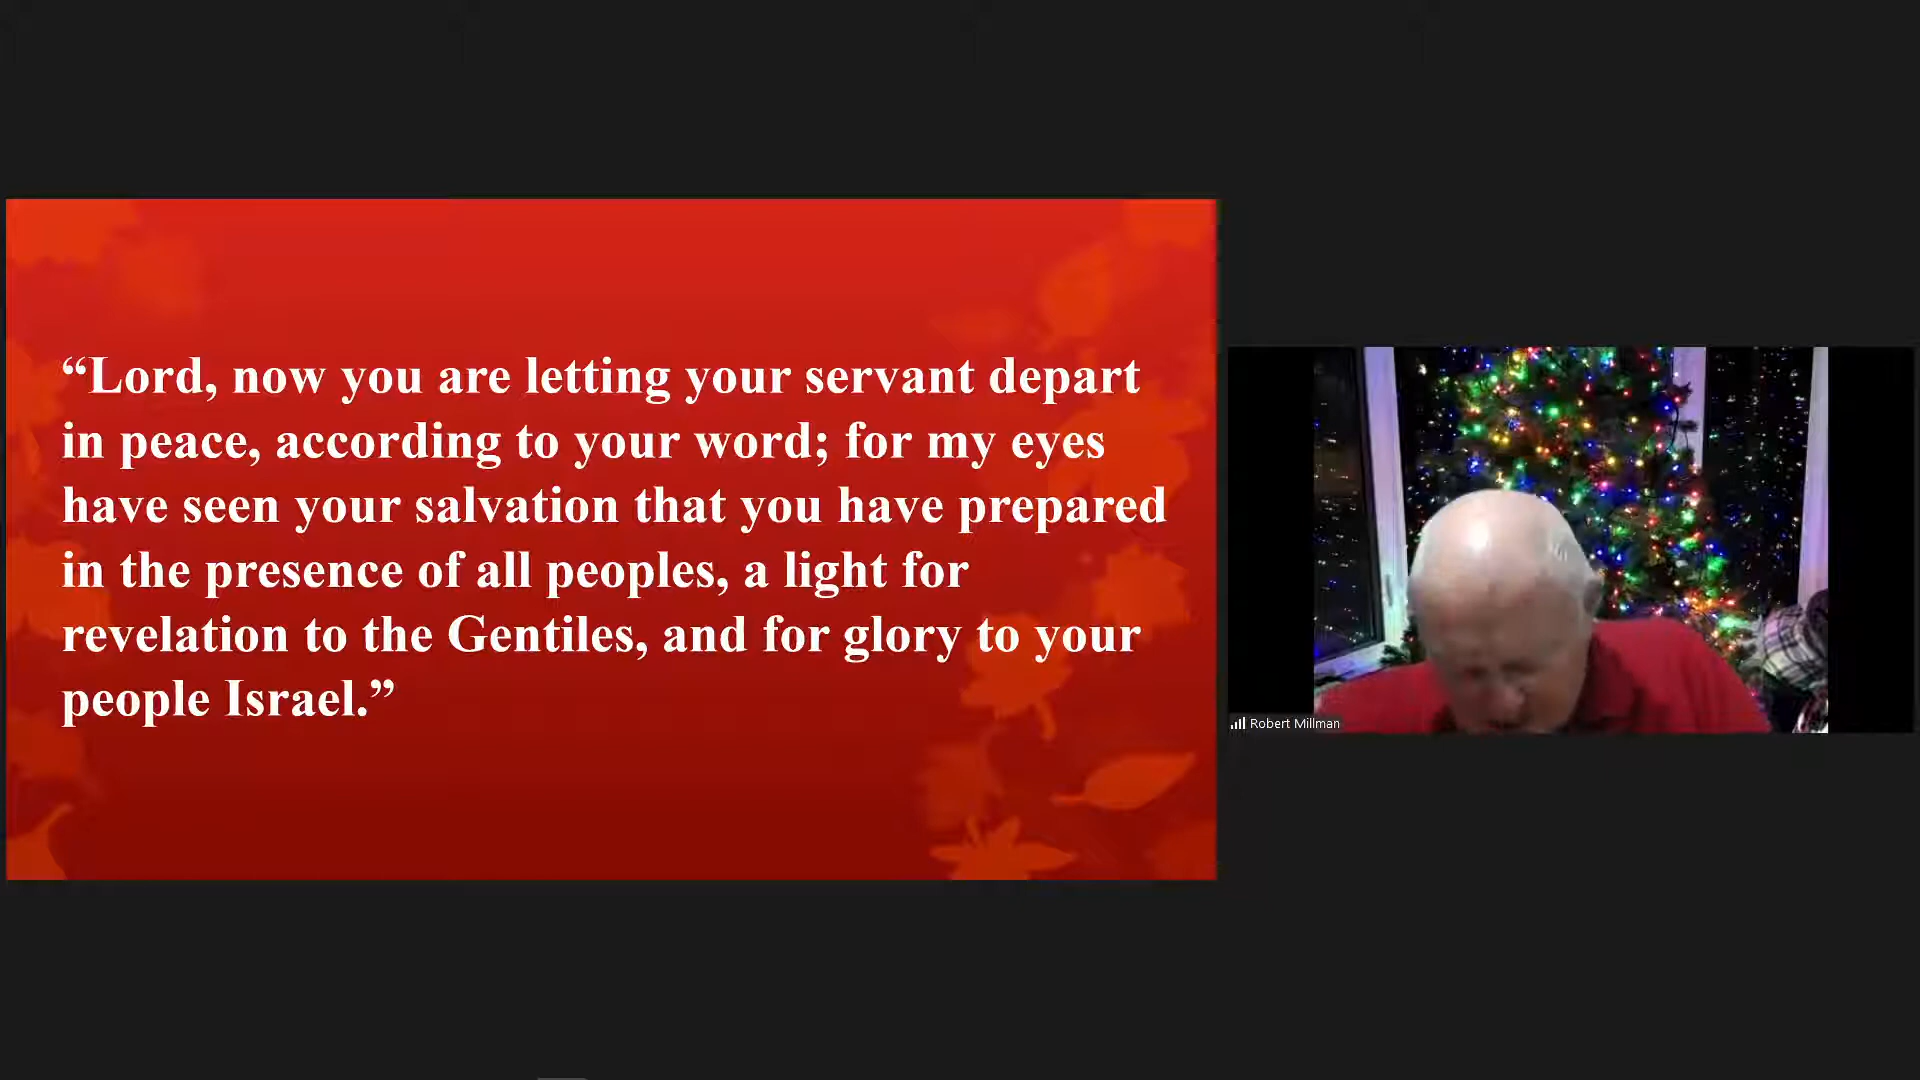 “Lord, now you are letting your servant depart
in peace, according to your word; for my eyes
have seen your salvation that you have prepared
in the presence of all peoples, a light for
revelation to the Gentiles, and for glory to your
people Israel.”
Robert Millman